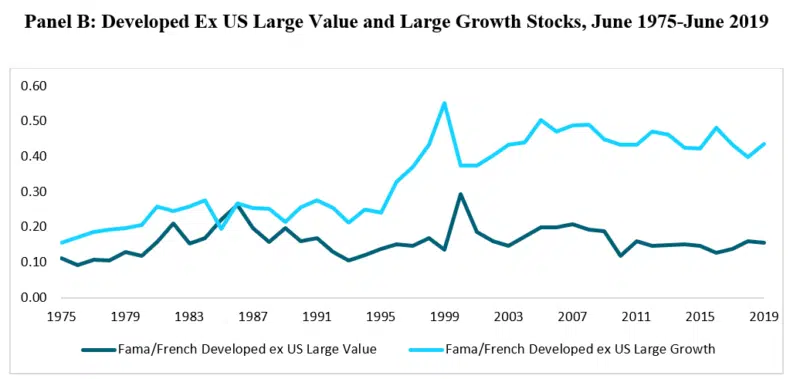 Panel B: Developed Ex US Large Value and Large Growth Stocks, June 1975-June 2019
0.60
0.50
0.40
0.30
0.20
0.10
0.00
1975 1979 1983 1987 1991 1995 1999 2003 2007 2011 2015 2019
Fama/French Developed ex US Large Value Fama/French Developed ex US Large Growth